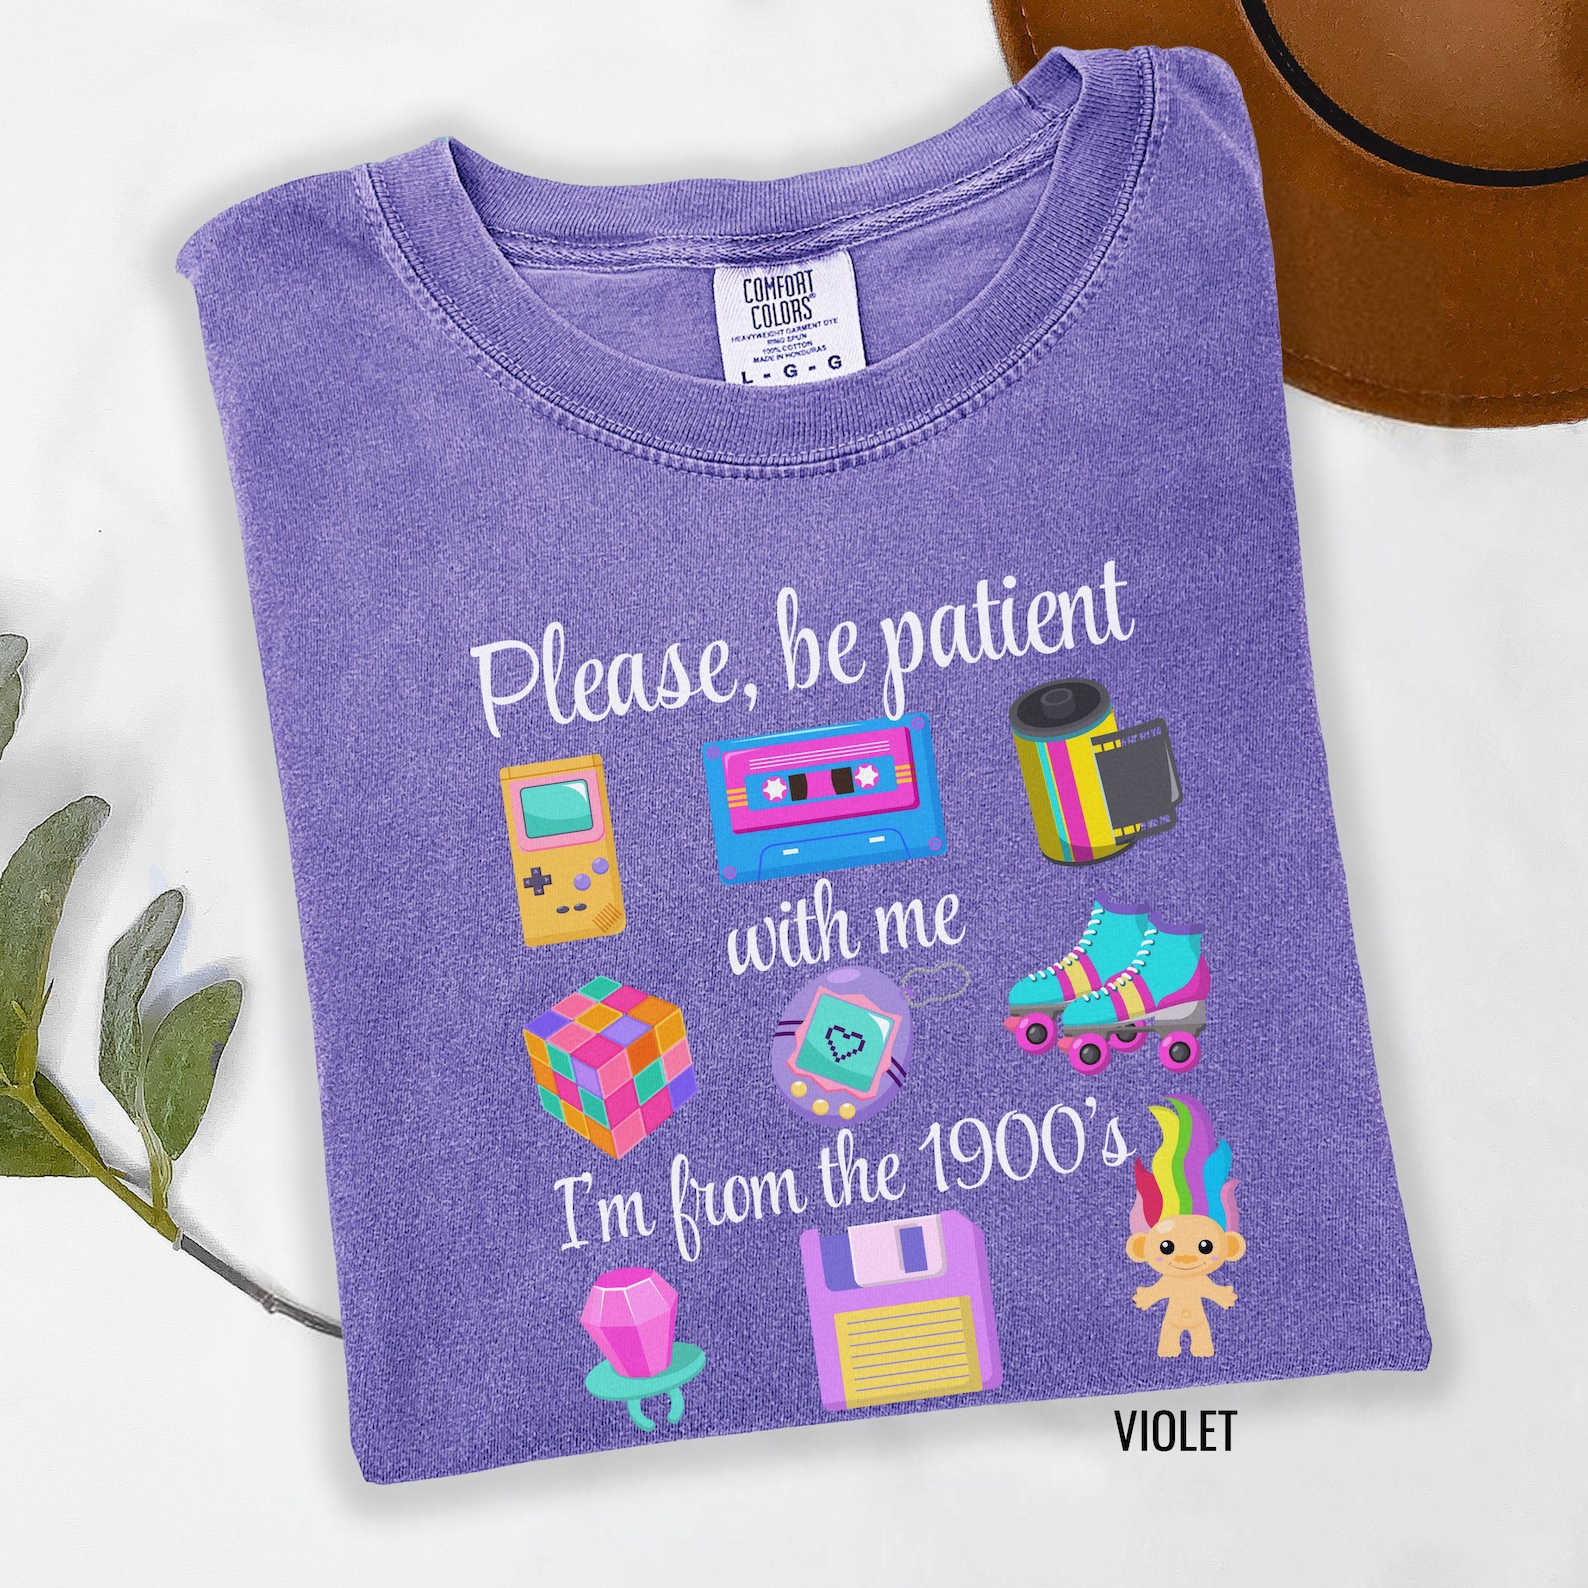 COMFORT
COLORS®
HEAVYWEIGHT GARMENT DYE
RING SPUN
100% COTTON
MADE IN HONDURAS
L - G - G
Please, be patient
with me
I'm from the 1900's
VIOLET